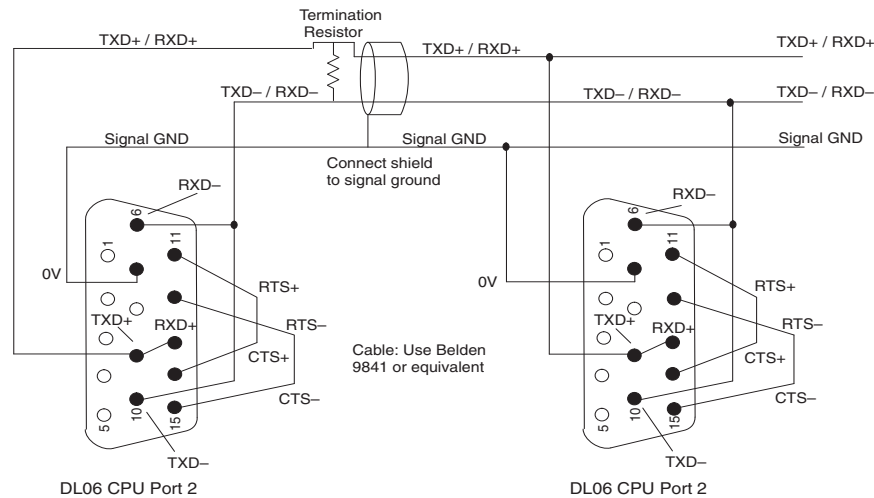 Termination
Resistor
TXD+ / RXD+
TXD+ / RXD+
TXD+ / RXD+
TXD– / RXD–
TXD– / RXD–
TXD– / RXD–
Signal GND
Signal GND
Signal GND
Connect shield
to signal ground
RXD–
6
11
1
0V
RTS+
TXD+
RXD+
RTS–
CTS+
CTS–
5
10
15
TXD–
DL06 CPU Port 2
Cable: Use Belden
9841 or equivalent
RXD–
6
11
1
0V
RTS+
TXD+
RXD+
RTS–
CTS+
CTS–
5
10
15
TXD–
DL06 CPU Port 2